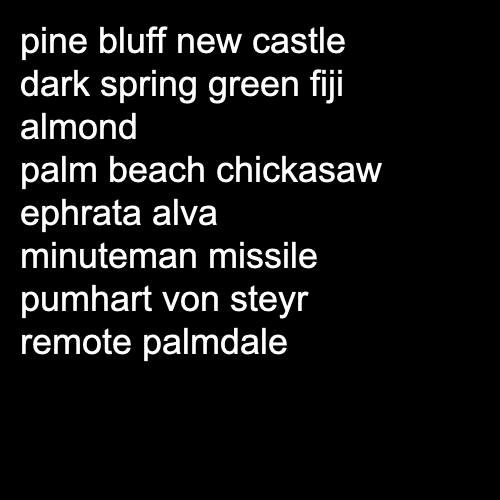 pine bluff new castle
dark spring green fiji
almond
palm beach chickasaw
ephrata alva
minuteman missile
pumhart von steyr
remote palmdale